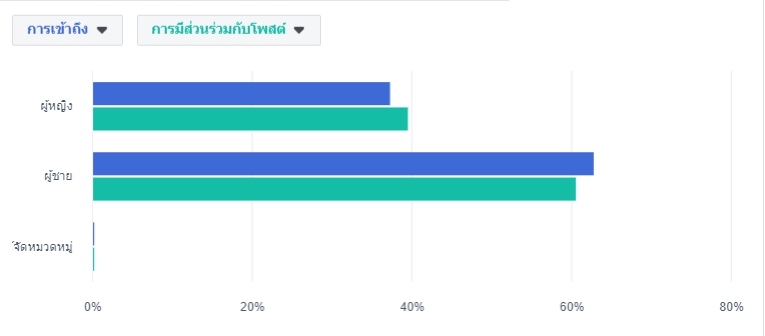 การเข้าถึง
การมีส่วนร่วมกับโพสต์
ผู้หญิง
ผู้ชาย
จัดหมวดหมู่
0% 20% 40% 60% 80%